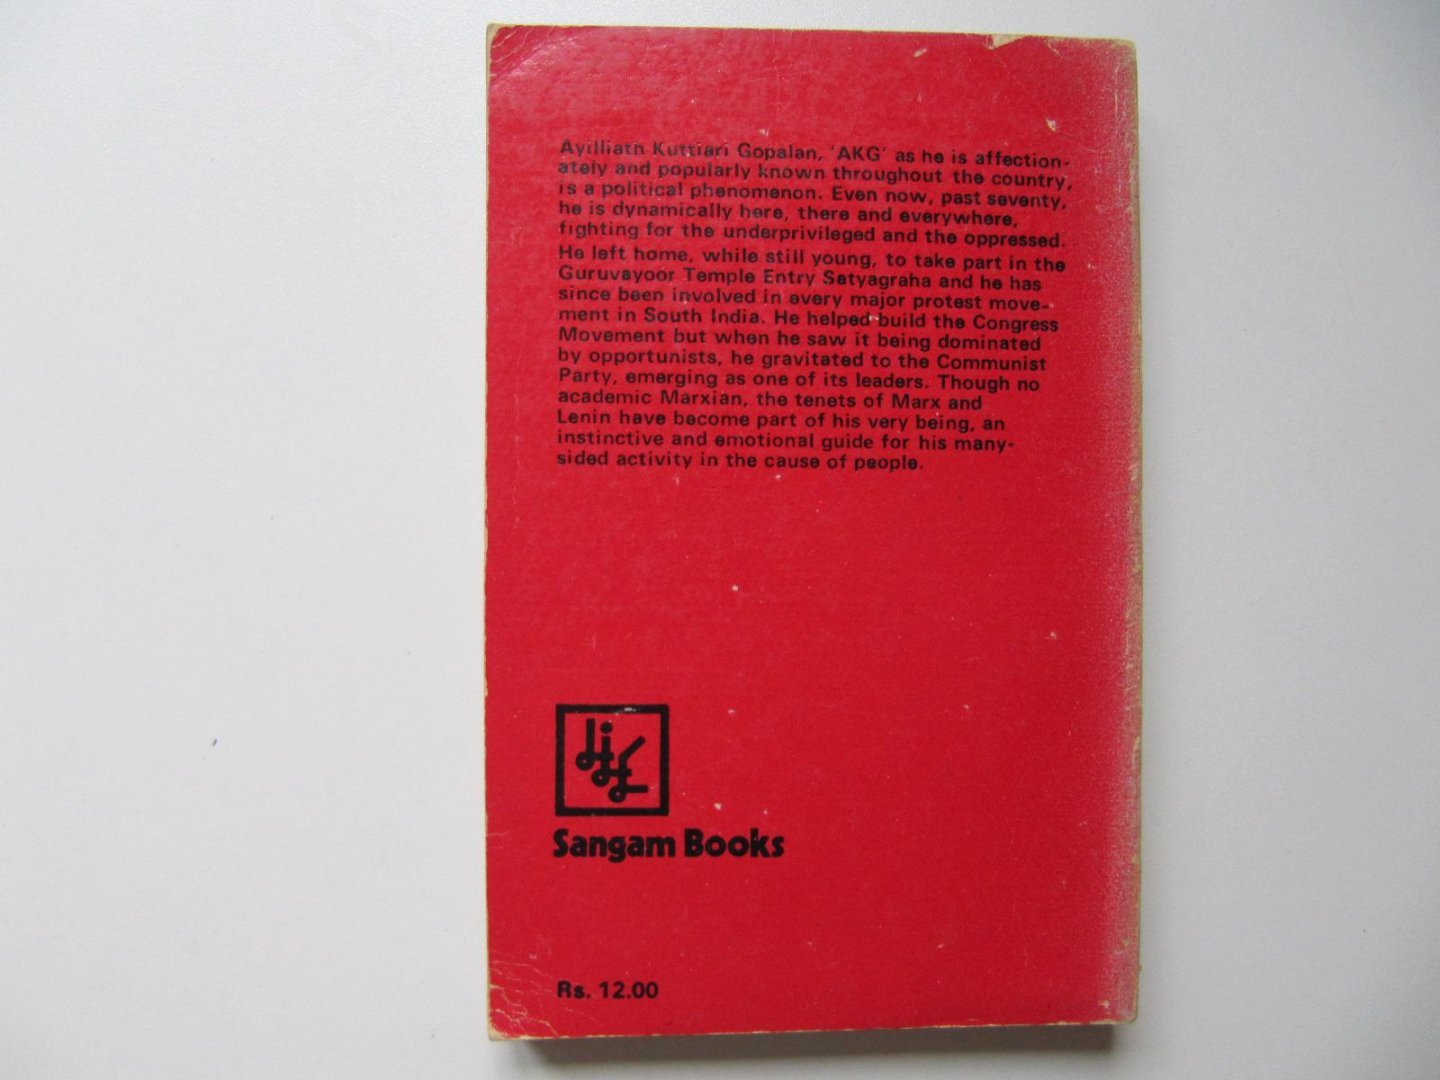 Ayilliath Kuttiari Gopalan, 'AKG' as he is affection-
ately and popularly known throughout the country,
is a political phenomenon. Even now, past seventy,
he is dynamically here, there and everywhere,
fighting for the underprivileged and the oppressed.
He left home, while still young, to take part in the
Guruvayoor Temple Entry Satyagraha and he has
since been involved in every major protest move-
ment in South India. He helped build the Congress
Movement but when he saw it being dominated
by opportunists, he gravitated to the Communist
Party, emerging as one of its leaders. Though no
academic Marxian, the tenets of Marx and
Lenin have become part of his very being, an
instinctive and emotional guide for his many-
sided activity in the cause of people.
Sangam Books
Rs. 12.00